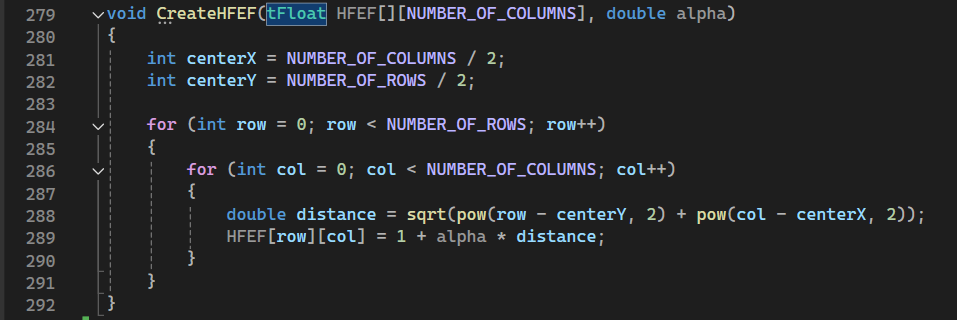 279 void CreateHFEF(tFloat HFEF[][NUMBER_OF_COLUMNS], double alpha)
280 {
281     int centerX = NUMBER_OF_COLUMNS / 2;
282     int centerY = NUMBER_OF_ROWS / 2;
283
284     for (int row = 0; row < NUMBER_OF_ROWS; row++)
285     {
286         for (int col = 0; col < NUMBER_OF_COLUMNS; col++)
287         {
288             double distance = sqrt(pow(row - centerY, 2) + pow(col - centerX, 2));
289             HFEF[row][col] = 1 + alpha * distance;
290         }
291     }
292 }